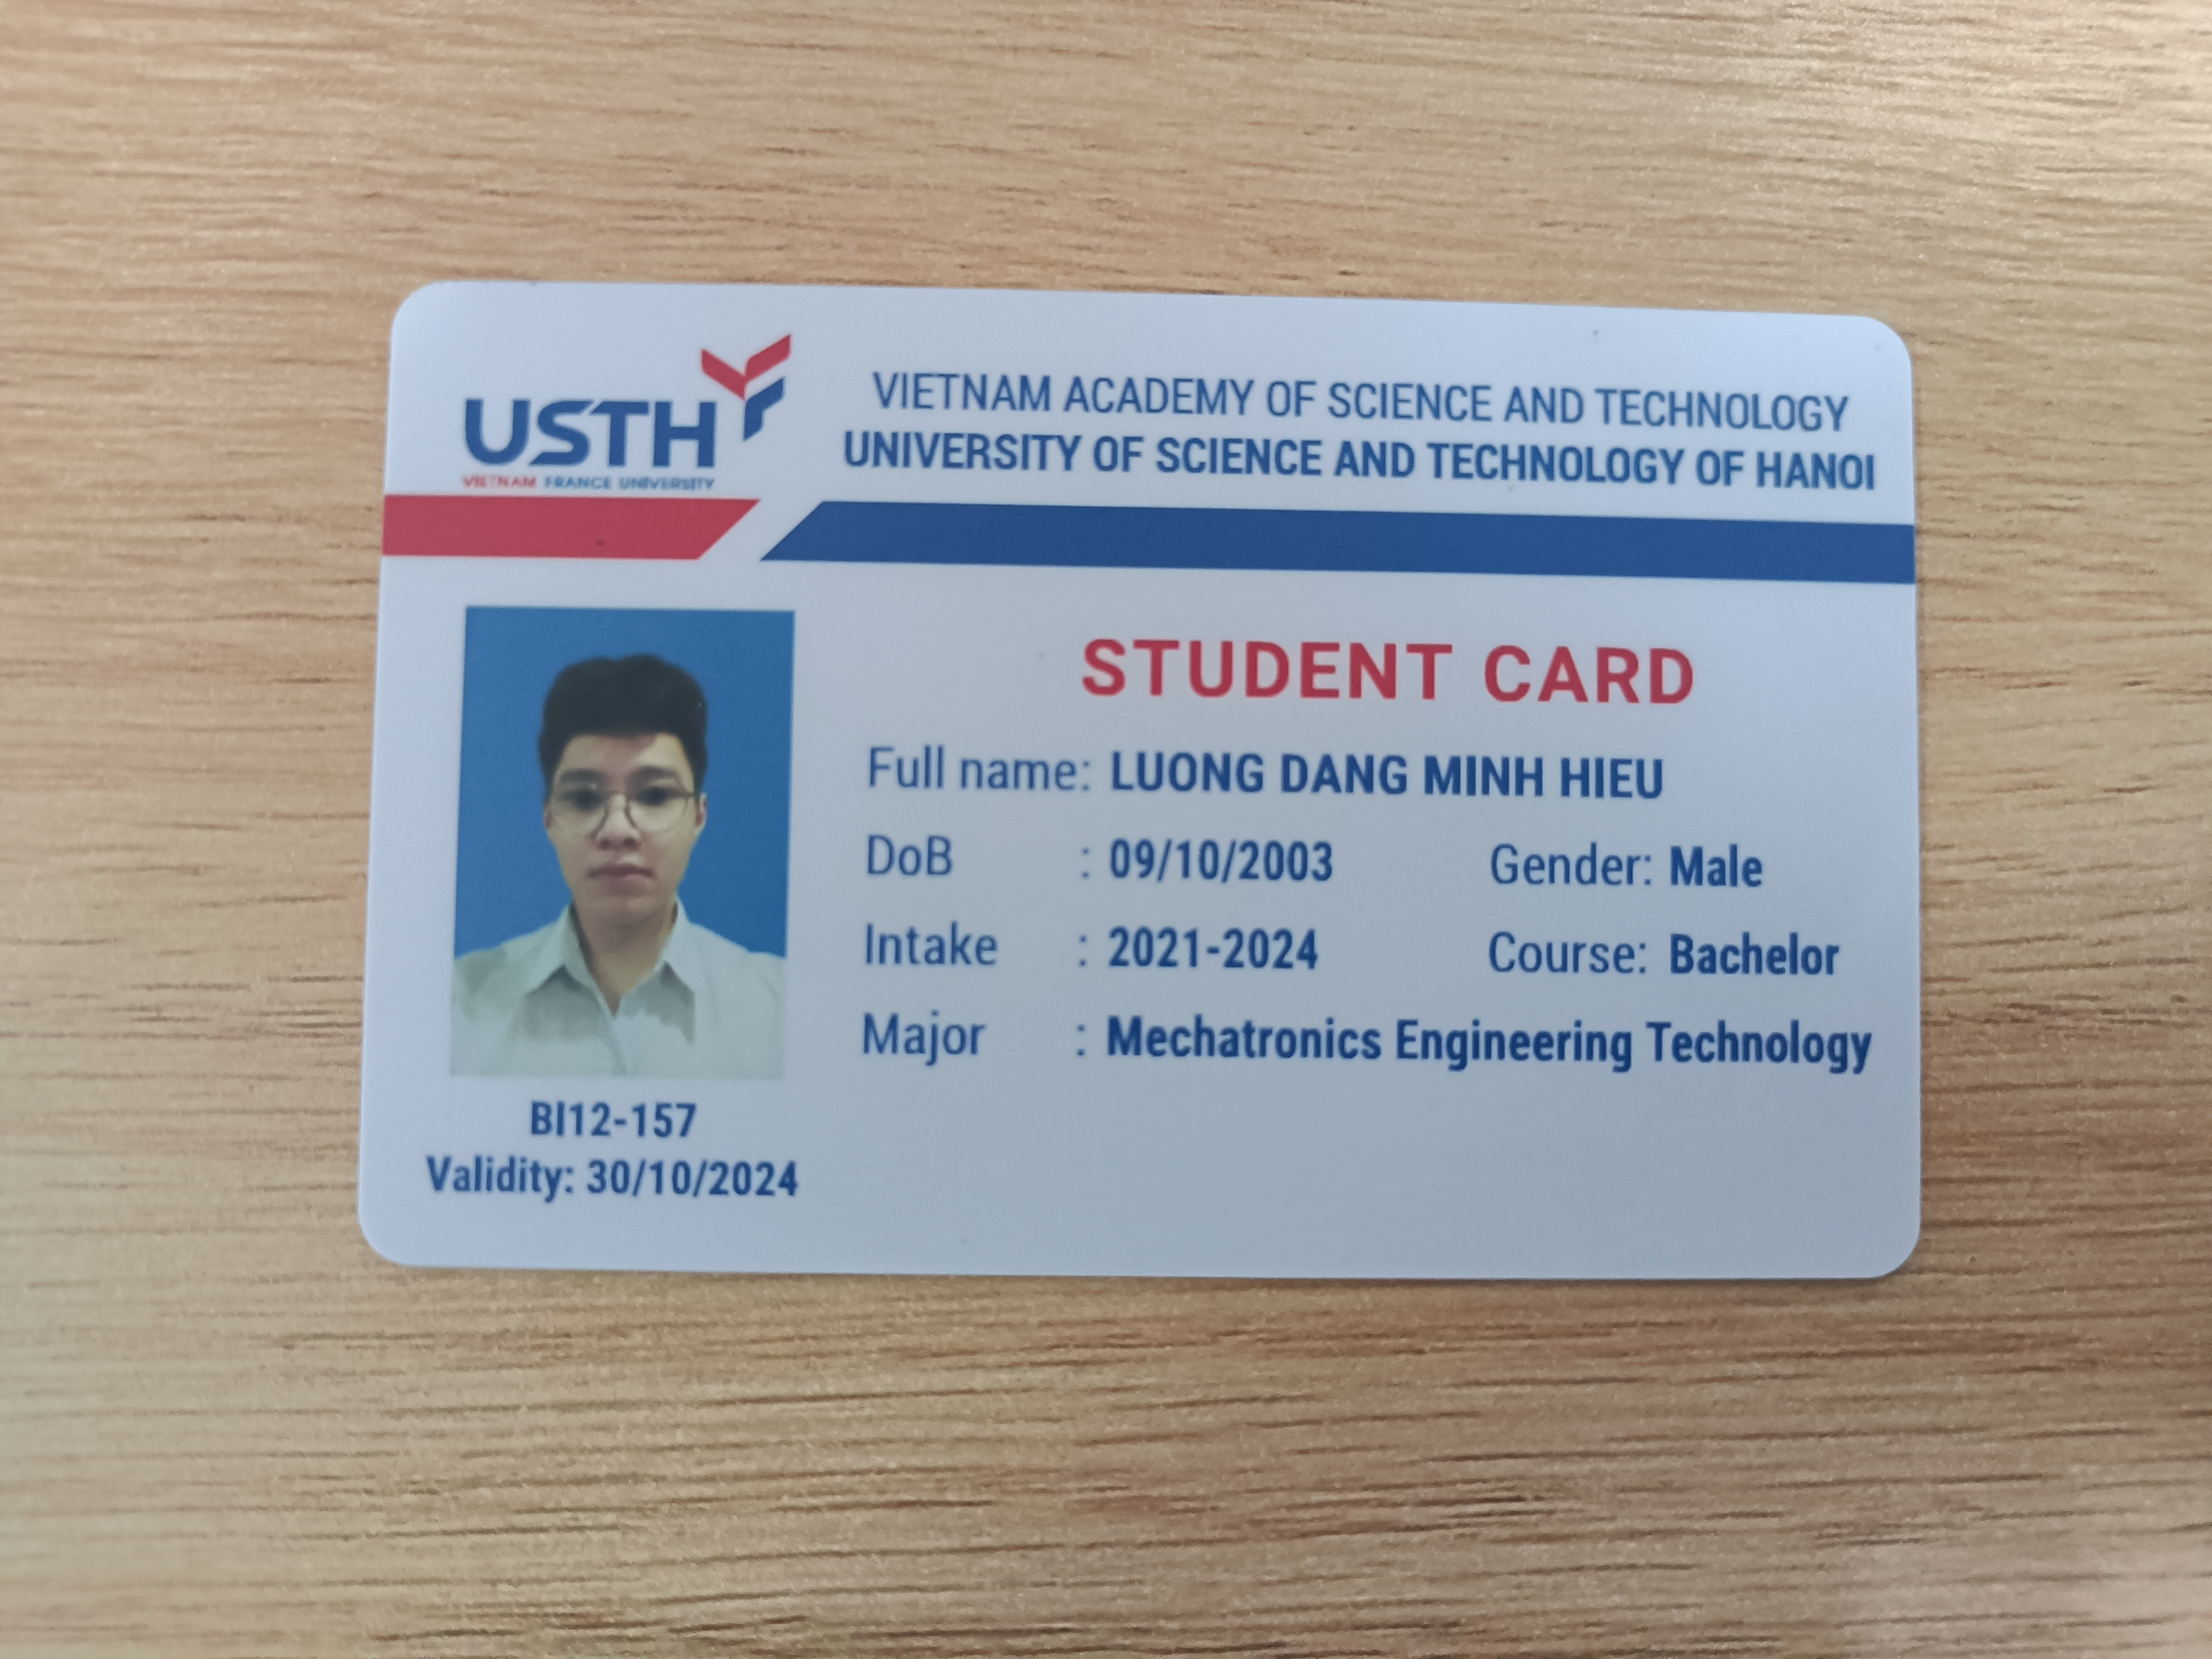 USTH
VIETNAM FRANCE UNIVERSITY
VIETNAM ACADEMY OF SCIENCE AND TECHNOLOGY
UNIVERSITY OF SCIENCE AND TECHNOLOGY OF HANOI
STUDENT CARD
Full name: LUONG DANG MINH HIEU
DoB : 09/10/2003 Gender: Male
Intake : 2021-2024 Course: Bachelor
Major : Mechatronics Engineering Technology
BI12-157
Validity: 30/10/2024